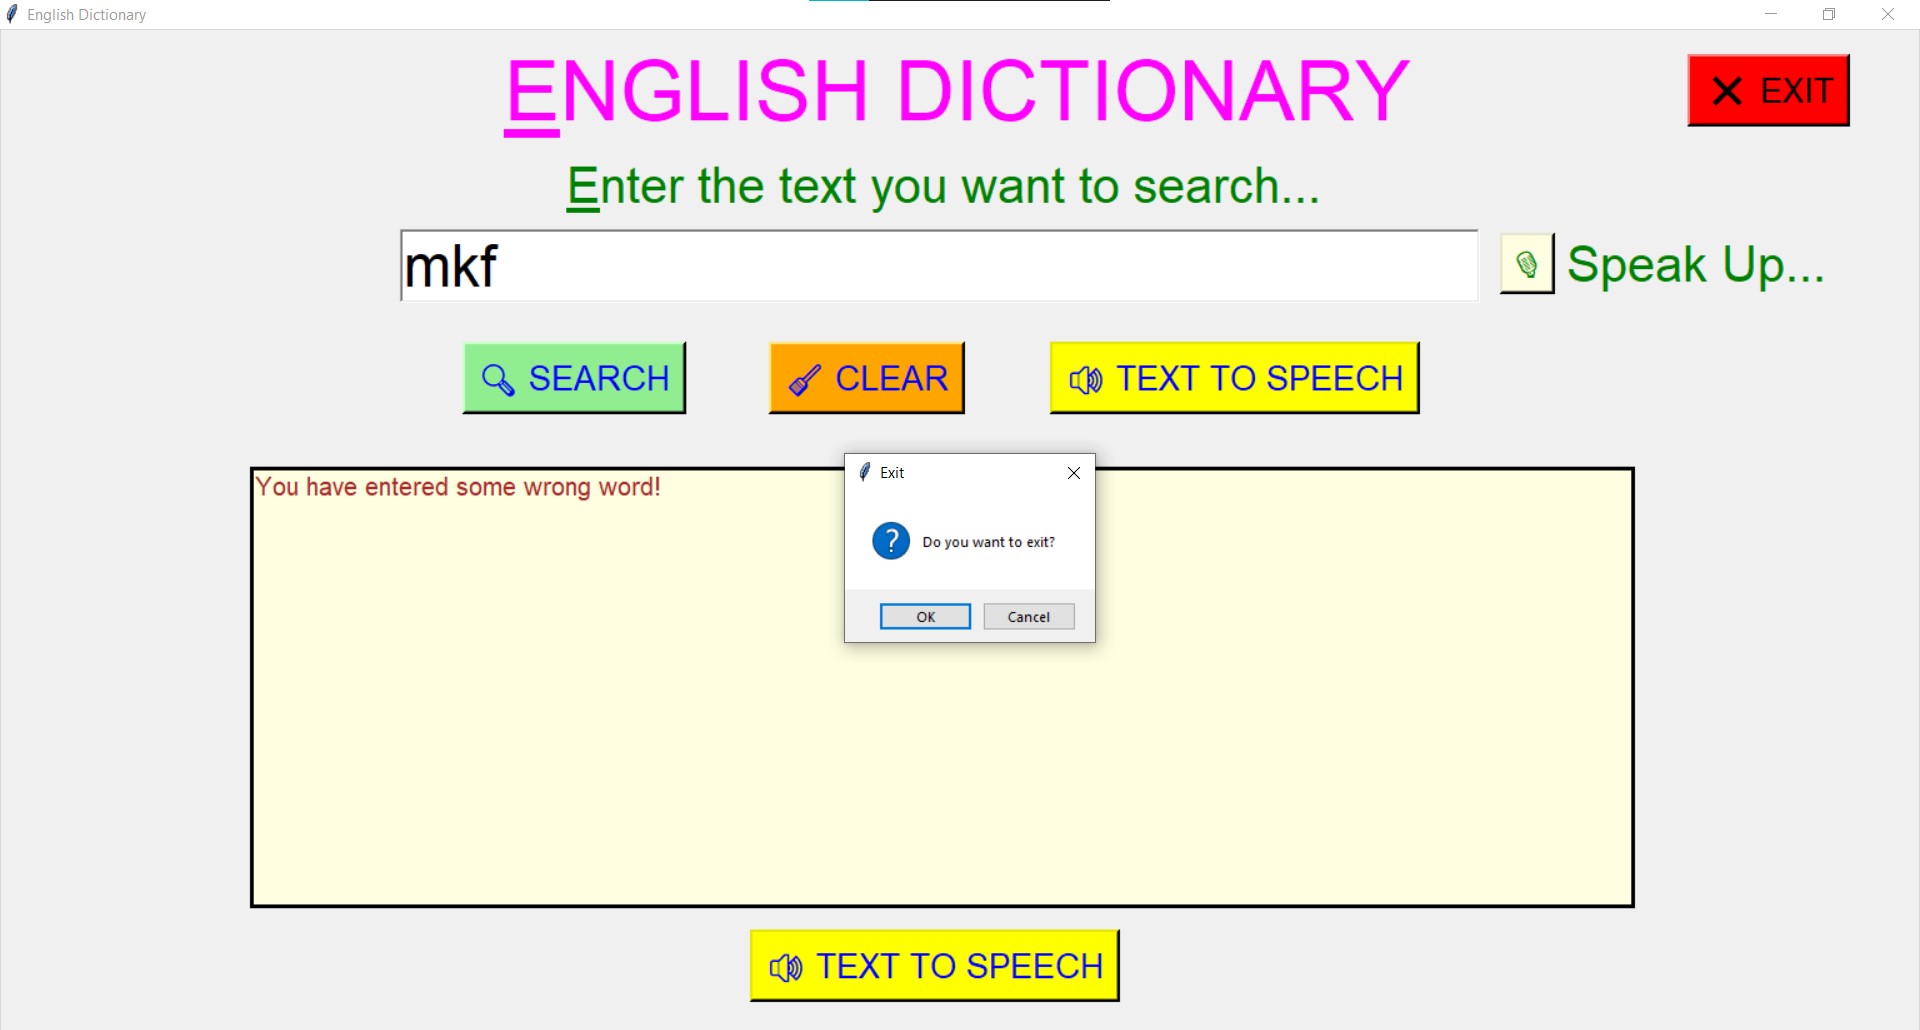 English Dictionary
ENGLISH DICTIONARY
EXIT
Enter the text you want to search...
mkf
Speak Up...
SEARCH
CLEAR
TEXT TO SPEECH
You have entered some wrong word!
Exit
Do you want to exit?
OK
Cancel
TEXT TO SPEECH